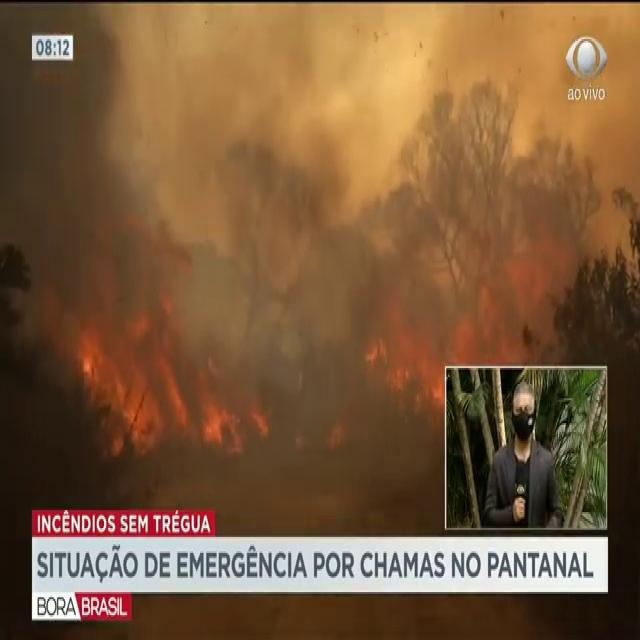 08:12
ao vivo
INCÊNDIOS SEM TRÉGUA
SITUAÇÃO DE EMERGÊNCIA POR CHAMAS NO PANTANAL
BORA BRASIL